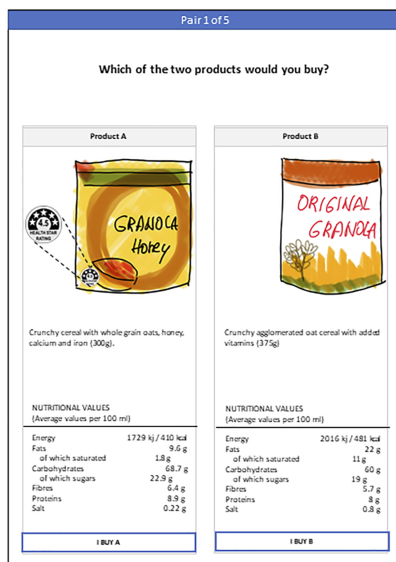 Pair 1 of 5
Which of the two products would you buy?
Product A
GRANOLA
Honey
4.5
HEALTH STAR
RATING
Crunchy cereal with whole grain oats, honey,
calcium and iron (300g).
NUTRITIONAL VALUES
(Average values per 100 ml)
Energy 1729 kj / 410 kcal
Fats 9.6 g
of which saturated 1.8 g
Carbohydrates 68.7 g
of which sugars 22.9 g
Fibres 6.4 g
Proteins 8.9 g
Salt 0.22 g
I BUY A
Product B
ORIGINAL
GRANOLA
Crunchy agglomerated oat cereal with added
vitamins (375g)
NUTRITIONAL VALUES
(Average values per 100 ml)
Energy 2016 kj / 481 kcal
Fats 22 g
of which saturated 11 g
Carbohydrates 60 g
of which sugars 19 g
Fibres 5.7 g
Proteins 8 g
Salt 0.8 g
I BUY B